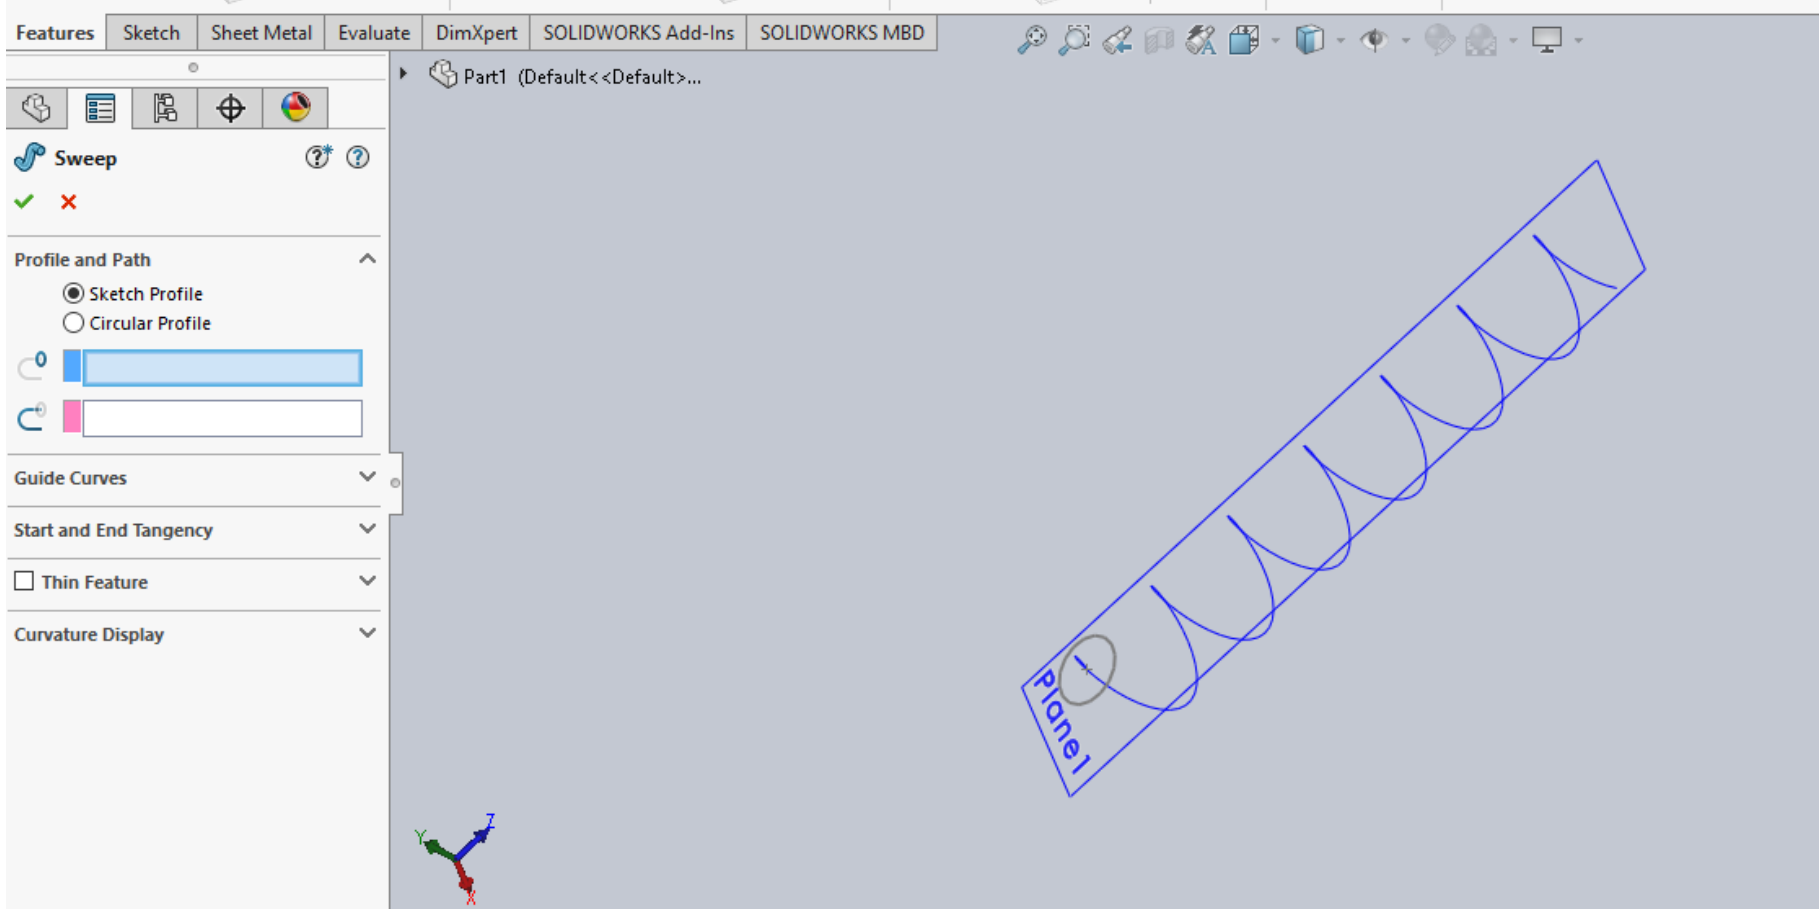 Features Sketch Sheet Metal Evaluate DimXpert SOLIDWORKS Add-Ins SOLIDWORKS MBD
Part1 (Default<<Default>...
Sweep
Profile and Path
Sketch Profile
Circular Profile
Guide Curves
Start and End Tangency
Thin Feature
Curvature Display
Plane1
Z
Y
X